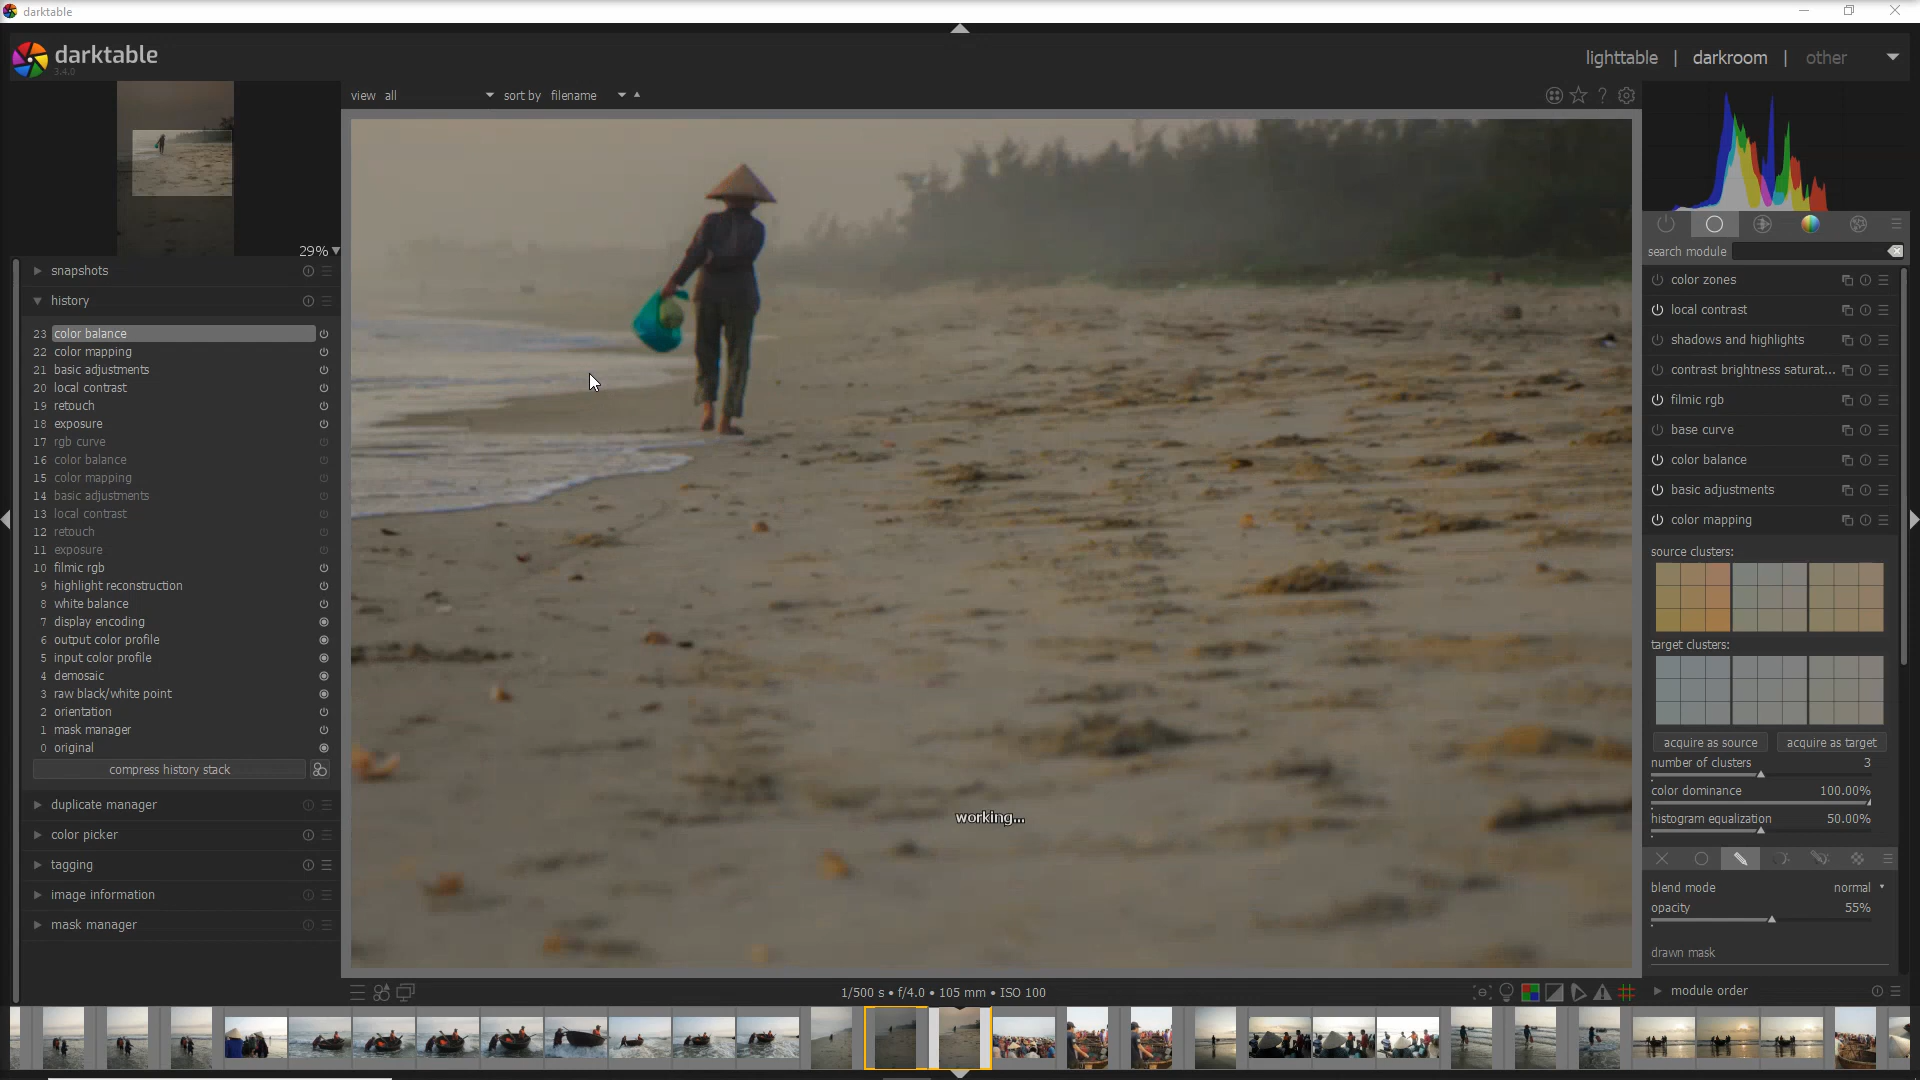 darktable
darktable
3.4.0
lighttable | darkroom | other
view all sort by filename
?
29%
snapshots
history
23 color balance
22 color mapping
21 basic adjustments
20 local contrast
19 retouch
18 exposure
17 rgb curve
16 color balance
15 color mapping
14 basic adjustments
13 local contrast
12 retouch
11 exposure
10 filmic rgb
9 highlight reconstruction
8 white balance
7 display encoding
6 output color profile
5 input color profile
4 demosaic
3 raw black/white point
2 orientation
1 mask manager
0 original
compress history stack
duplicate manager
color picker
tagging
image information
mask manager
working...
1/500 s • f/4.0 • 105 mm • ISO 100
search module
color zones
local contrast
shadows and highlights
contrast brightness saturat...
filmic rgb
base curve
color balance
basic adjustments
color mapping
source clusters:
target clusters:
acquire as source acquire as target
number of clusters 3
color dominance 100.00%
histogram equalization 50.00%
blend mode normal
opacity 55%
drawn mask
module order